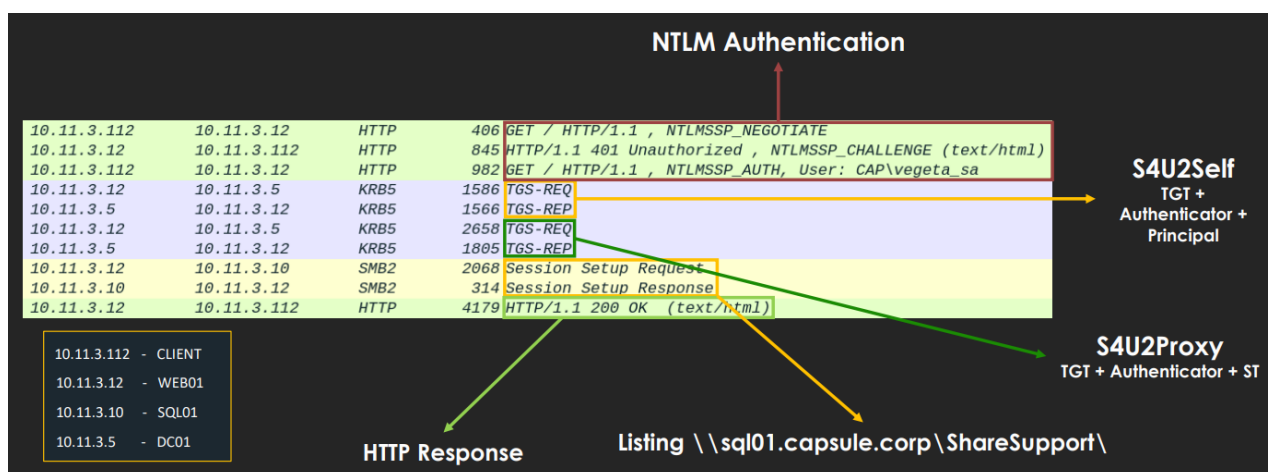 NTLM Authentication
10.11.3.112 10.11.3.12 HTTP 406 GET / HTTP/1.1 , NTLMSSP_NEGOTIATE
10.11.3.12 10.11.3.112 HTTP 845 HTTP/1.1 401 Unauthorized , NTLMSSP_CHALLENGE (text/html)
10.11.3.112 10.11.3.12 HTTP 982 GET / HTTP/1.1 , NTLMSSP_AUTH, User: CAP\vegeta_sa
10.11.3.12 10.11.3.5 KRB5 1586 TGS-REQ
10.11.3.5 10.11.3.12 KRB5 1566 TGS-REP
10.11.3.12 10.11.3.5 KRB5 2658 TGS-REQ
10.11.3.5 10.11.3.12 KRB5 1805 TGS-REP
10.11.3.12 10.11.3.10 SMB2 2068 Session Setup Request
10.11.3.10 10.11.3.12 SMB2 314 Session Setup Response
10.11.3.12 10.11.3.112 HTTP 4179 HTTP/1.1 200 OK (text/html)
S4U2Self
TGT +
Authenticator +
Principal
S4U2Proxy
TGT + Authenticator + ST
10.11.3.112 - CLIENT
10.11.3.12 - WEB01
10.11.3.10 - SQL01
10.11.3.5 - DC01
HTTP Response
Listing \\sql01.capsule.corp\ShareSupport\